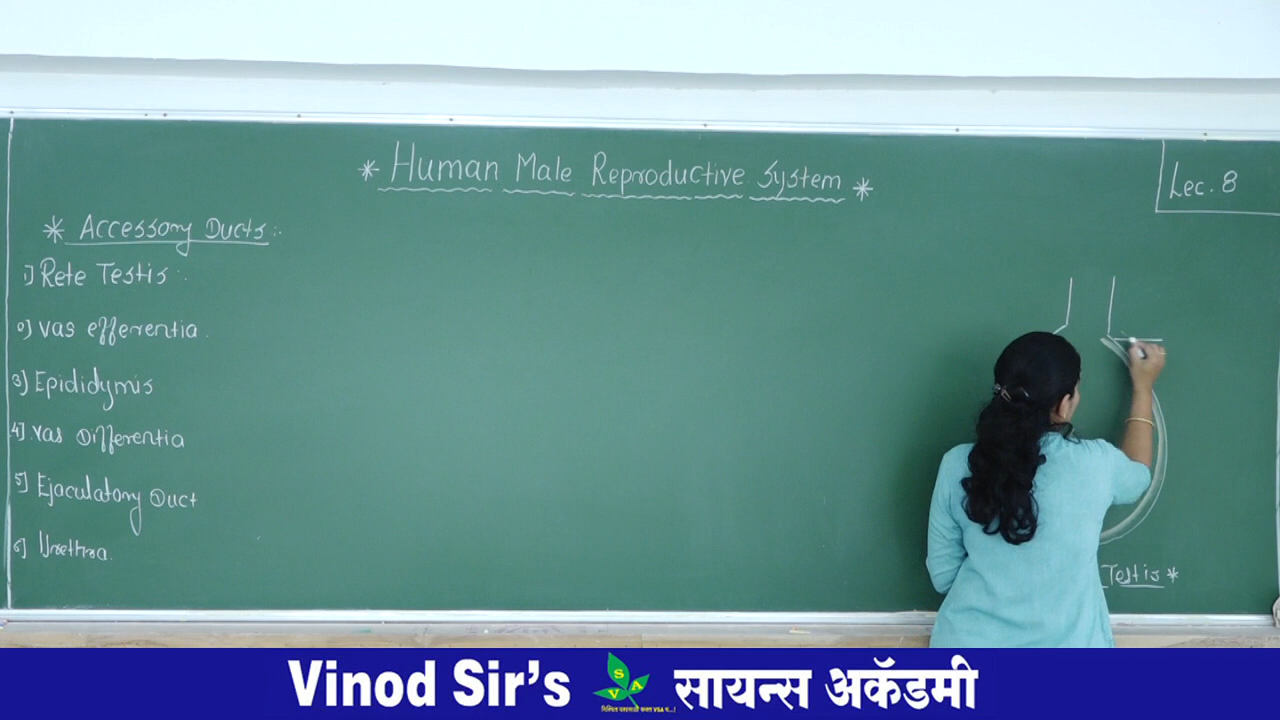 * Human Male Reproductive System *
Lec. 8
* Accessory Ducts :-
1] Rete Testis :-
2] Vas efferentia.
3] Epididymis
4] Vas Differentia
5] Ejaculatory Duct
6] Urethra.
Testis *
Vinod Sir's SVA सायन्स अकॅडमी